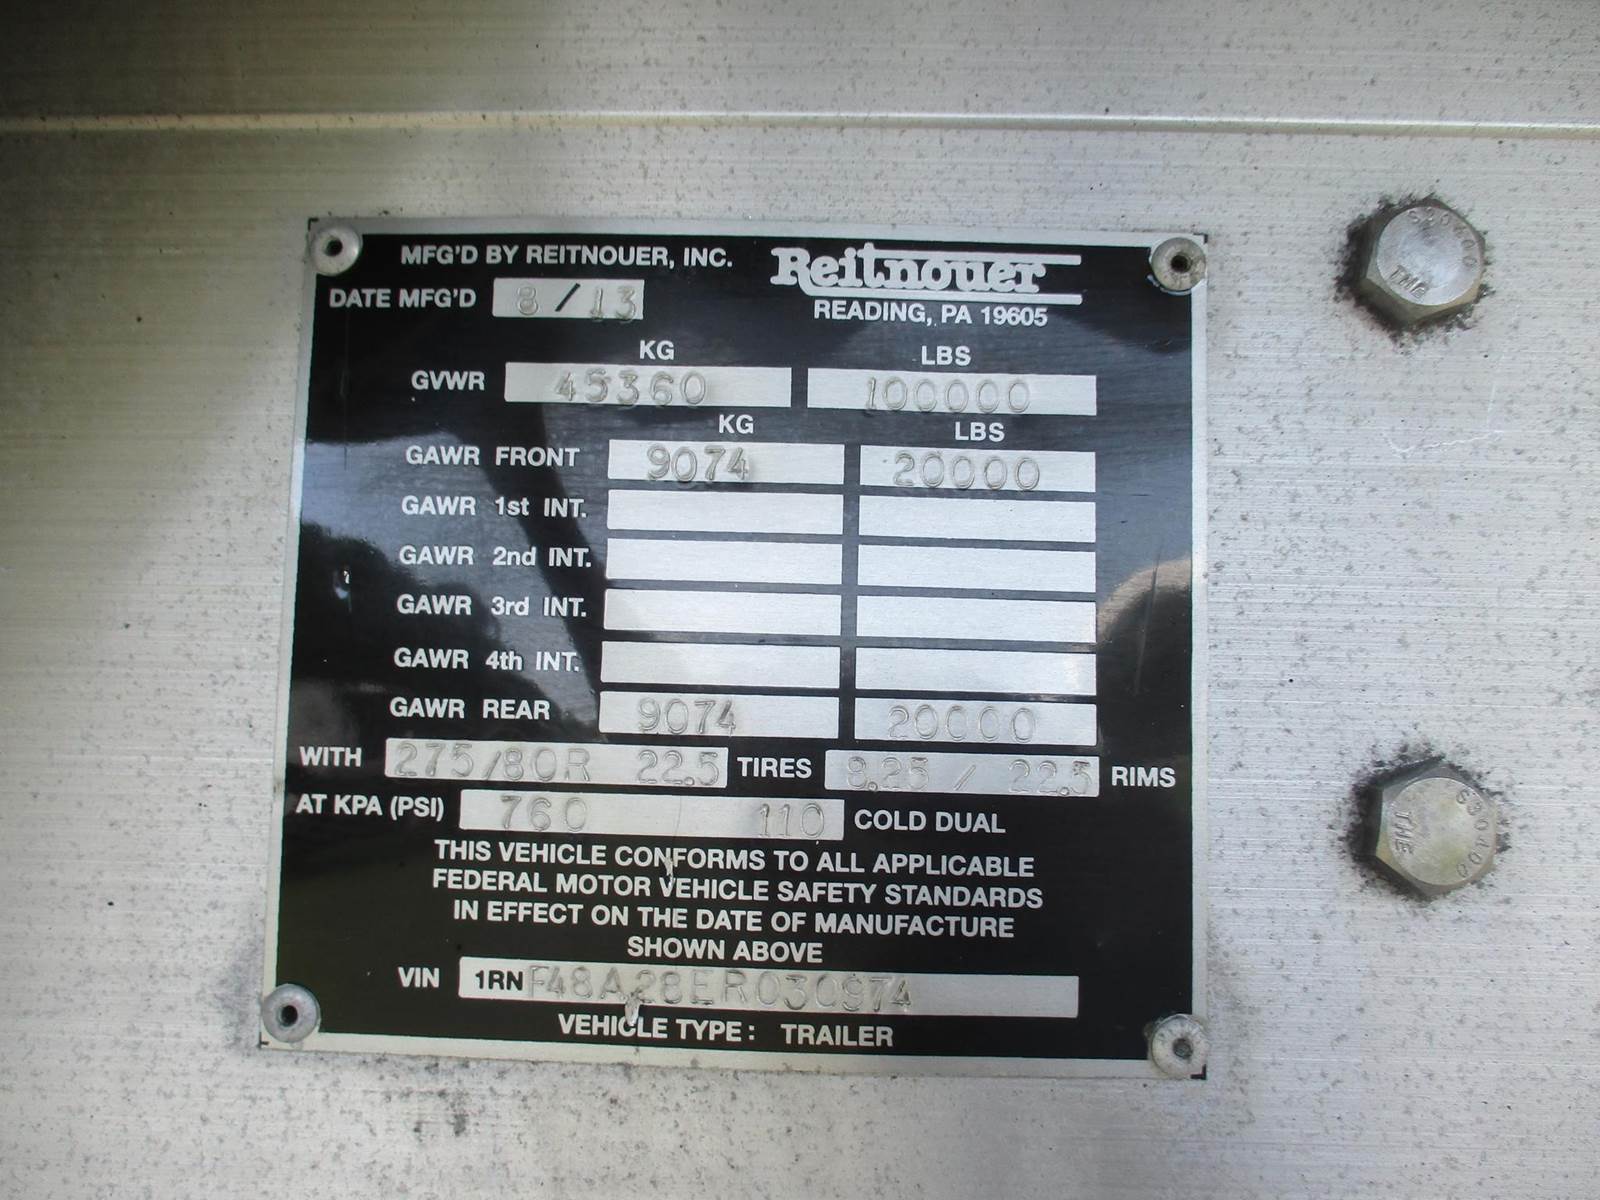 MFG'D BY REITNOUER, INC. Reitnouer
DATE MFG'D 8 / 13 READING, PA 19605
KG LBS
GVWR 45360 100000
KG LBS
GAWR FRONT 9074 20000
GAWR 1st INT.
GAWR 2nd INT.
GAWR 3rd INT.
GAWR 4th INT.
GAWR REAR 9074 20000
WITH 275/80R 22.5 TIRES 8.25 / 22.5 RIMS
AT KPA (PSI) 760 110 COLD DUAL
THIS VEHICLE CONFORMS TO ALL APPLICABLE
FEDERAL MOTOR VEHICLE SAFETY STANDARDS
IN EFFECT ON THE DATE OF MANUFACTURE
SHOWN ABOVE
VIN 1RNF48A28ER030974
VEHICLE TYPE: TRAILER
THE